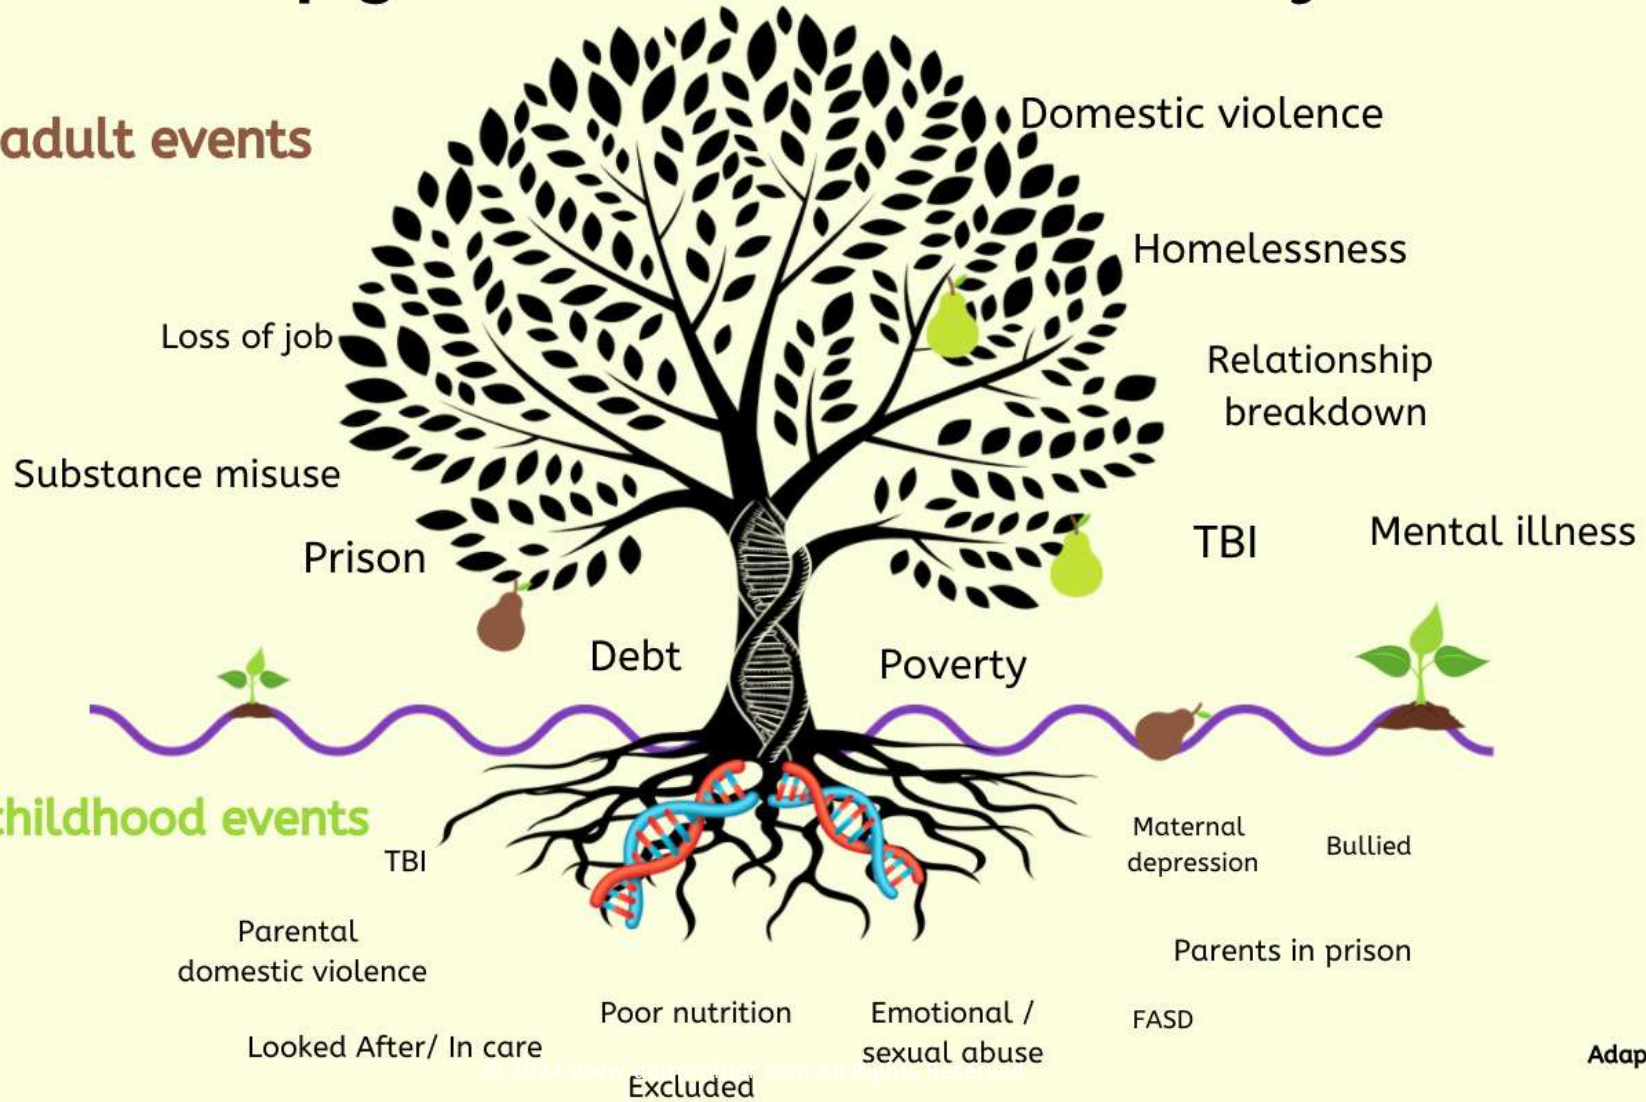 adult events
Domestic violence
Homelessness
Loss of job
Relationship
breakdown
Substance misuse
Prison
TBI
Mental illness
Debt
Poverty
childhood events
TBI
Maternal
depression
Bullied
Parental
domestic violence
Parents in prison
Poor nutrition
Emotional /
sexual abuse
FASD
Looked After/ In care
Adap
Excluded